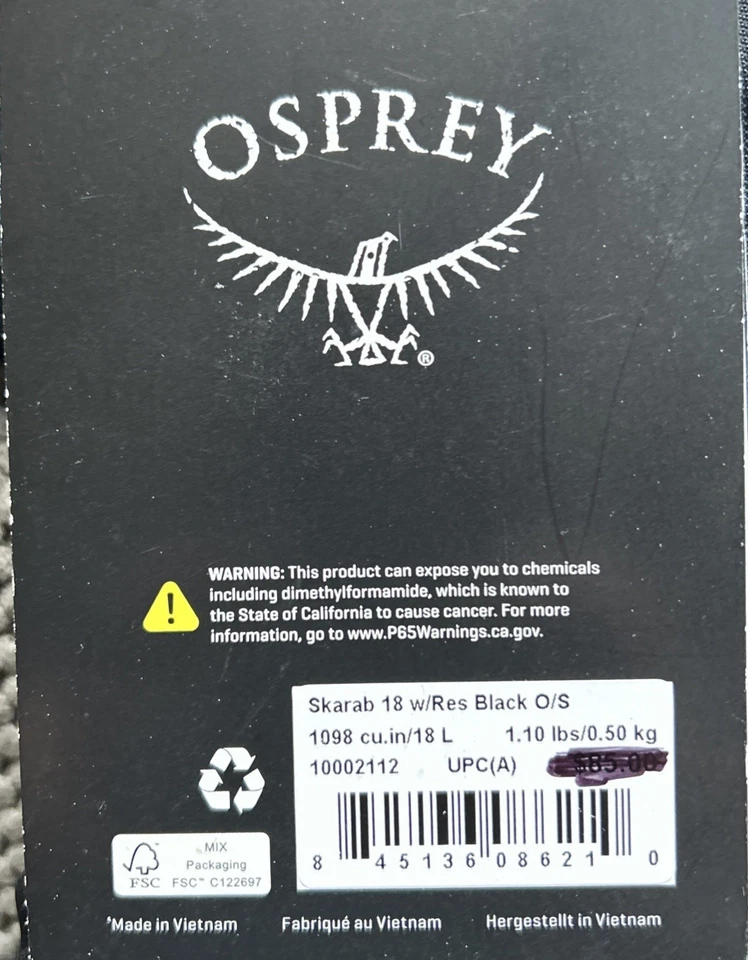 OSPREY
®
WARNING: This product can expose you to chemicals
including dimethylformamide, which is known to
the State of California to cause cancer. For more
information, go to www.P65Warnings.ca.gov.
Skarab 18 w/Res Black O/S
1098 cu.in/18 L 1.10 lbs/0.50 kg
10002112 UPC(A) $85.00
8 45136 08621 0
MIX
Packaging
FSC FSC™ C122697
Made in Vietnam Fabriqué au Vietnam Hergestellt in Vietnam